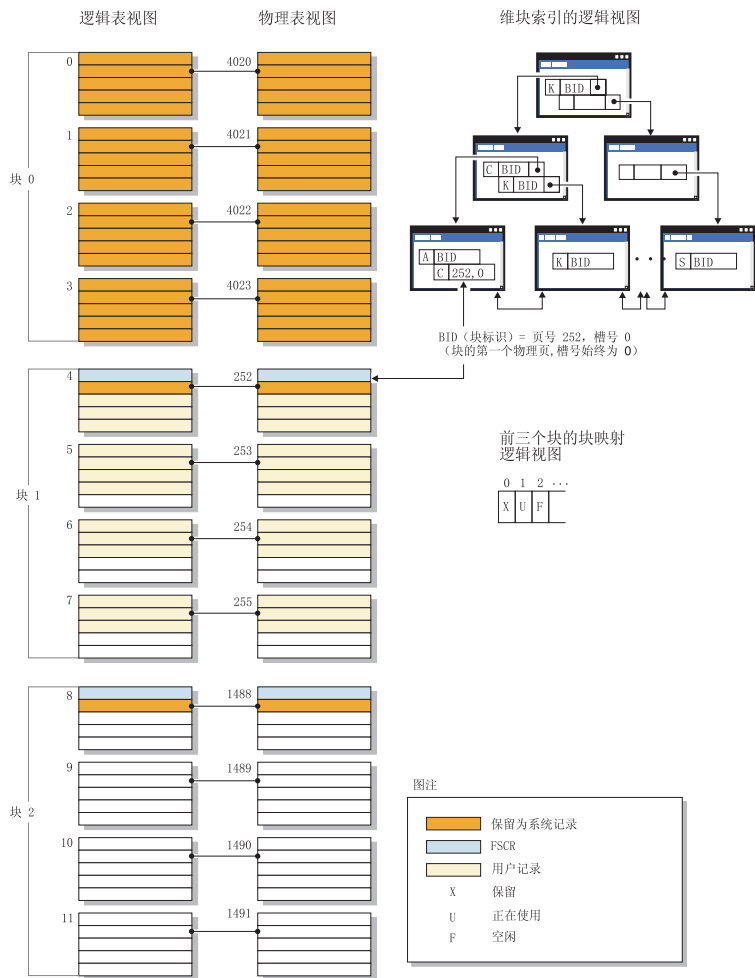 逻辑表视图
物理表视图
维块索引的逻辑视图
块 0
0
4020
1
4021
2
4022
3
4023
块 1
4
252
5
253
6
254
7
255
块 2
8
1488
9
1489
10
1490
11
1491
K BID
C BID
K BID
A BID
C 252,0
K BID
···
S BID
BID（块标识）= 页号 252, 槽号 0
（块的第一个物理页,槽号始终为 0）
前三个块的块映射
逻辑视图
0 1 2 ···
X U F
图注
保留为系统记录
FSCR
用户记录
X 保留
U 正在使用
F 空闲